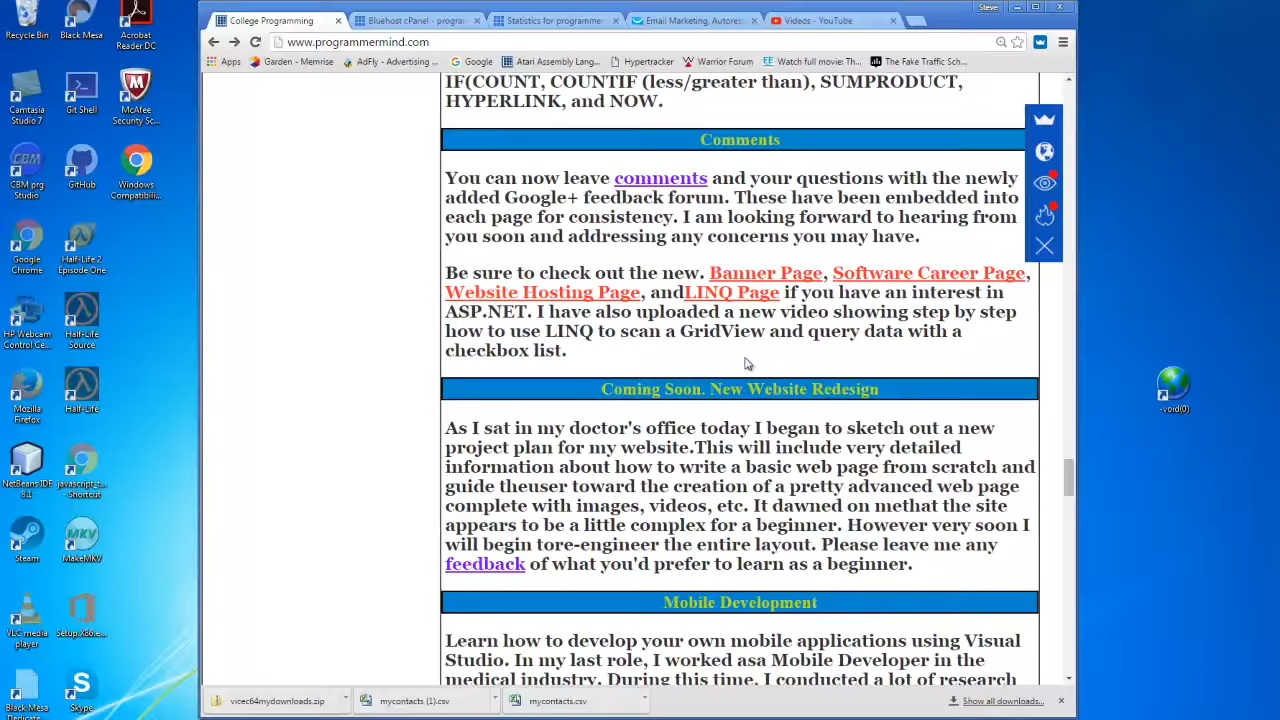 Recycle Bin
Black Mesa
Acrobat Reader DC
Camtasia Studio 7
Git Shell
McAfee Security Sc...
CBM prg Studio
GitHub
Windows Compatibili...
Google Chrome
Half-Life 2 Episode One
HP Webcam Control Ce...
Half-Life Source
Mozilla Firefox
Half-Life
NetBeans IDE 8.1
javascript_t... - Shortcut
Steam
MakeMKV
VLC media player
Setup.X86.e...
Black Mesa Dedicate
Skype
-void(0)
Steve
College Programming
Bluehost cPanel - progra
Statistics for programme
Email Marketing, Autores
Videos - YouTube
www.programmermind.com
Apps
Garden - Memrise
AdFly - Advertising ...
Google
Atari Assembly Lang...
Hypertracker
Warrior Forum
Watch full movie: Th...
The Fake Traffic Sch...
IF(COUNT, COUNTIF (less/greater than), SUMPRODUCT,
HYPERLINK, and NOW.
Comments
You can now leave comments and your questions with the newly
added Google+ feedback forum. These have been embedded into
each page for consistency. I am looking forward to hearing from
you soon and addressing any concerns you may have.
Be sure to check out the new. Banner Page, Software Career Page,
Website Hosting Page, andLINQ Page if you have an interest in
ASP.NET. I have also uploaded a new video showing step by step
how to use LINQ to scan a GridView and query data with a
checkbox list.
Coming Soon. New Website Redesign
As I sat in my doctor's office today I began to sketch out a new
project plan for my website.This will include very detailed
information about how to write a basic web page from scratch and
guide theuser toward the creation of a pretty advanced web page
complete with images, videos, etc. It dawned on methat the site
appears to be a little complex for a beginner. However very soon I
will begin tore-engineer the entire layout. Please leave me any
feedback of what you'd prefer to learn as a beginner.
Mobile Development
Learn how to develop your own mobile applications using Visual
Studio. In my last role, I worked asa Mobile Developer in the
medical industry. During this time, I conducted a lot of research
vicec64mydownloads.zip
mycontacts (1).csv
mycontacts.csv
Show all downloads...